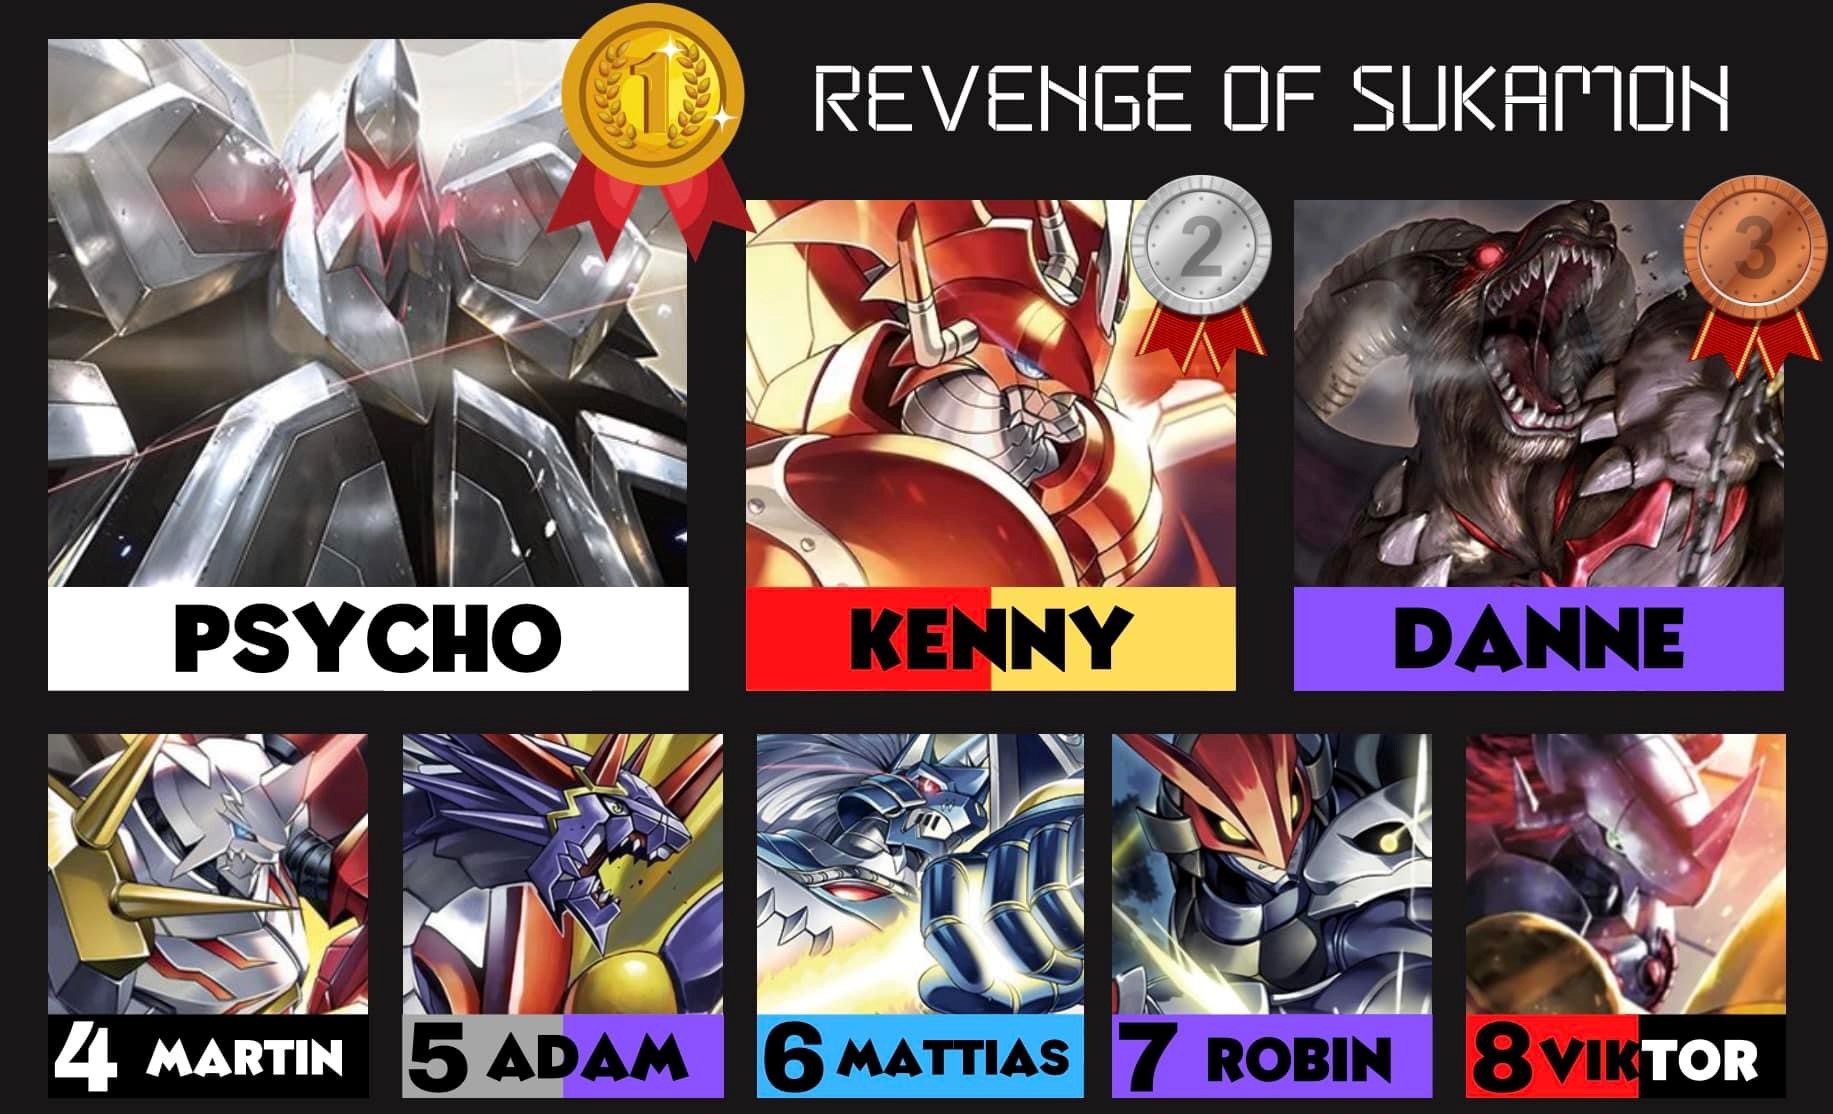 1
REVENGE OF SUKAMON
2
3
PSYCHO
KENNY
DANNE
4 MARTIN
5 ADAM
6 MATTIAS
7 ROBIN
8 VIKTOR